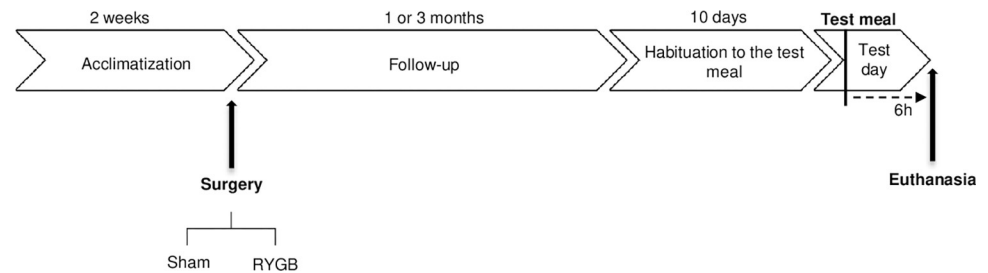 2 weeks
1 or 3 months
10 days
Test meal
Acclimatization
Follow-up
Habituation to the test
meal
Test
day
6h
Surgery
Euthanasia
Sham
RYGB